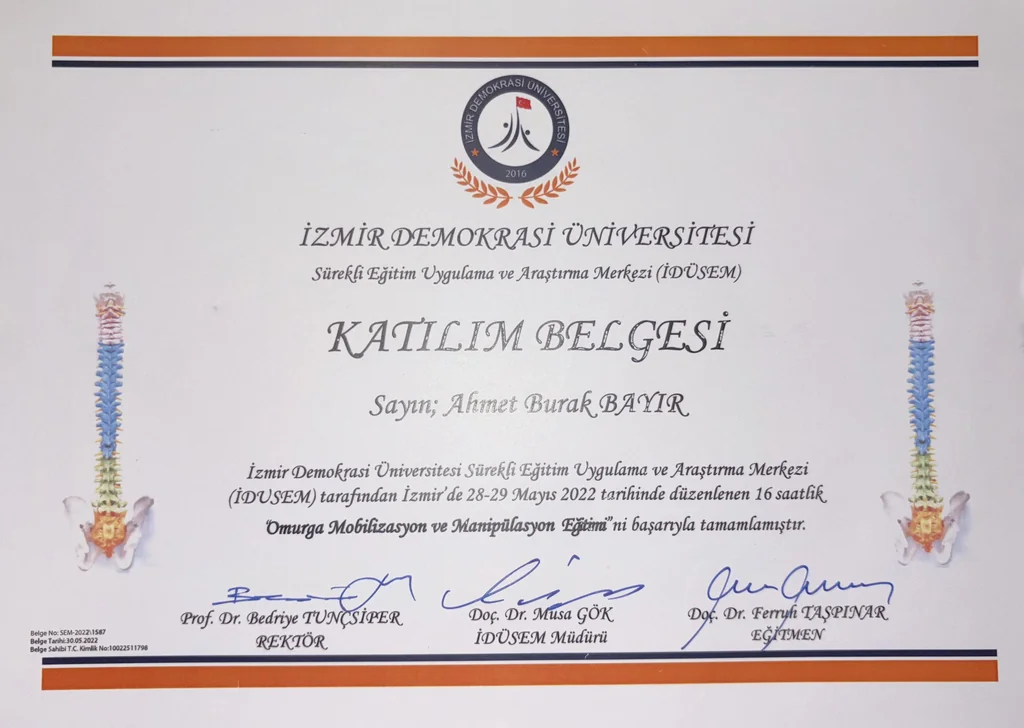 İZMİR DEMOKRASİ ÜNİVERSİTESİ
2016
İZMİR DEMOKRASİ ÜNİVERSİTESİ
Sürekli Eğitim Uygulama ve Araştırma Merkezi (İDÜSEM)
KATILIM BELGESİ
Sayın; Ahmet Burak BAYIR
İzmir Demokrasi Üniversitesi Sürekli Eğitim Uygulama ve Araştırma Merkezi
(İDUSEM) tarafından İzmir'de 28-29 Mayıs 2022 tarihinde düzenlenen 16 saatlik
"Omurga Mobilizasyon ve Manipülasyon Eğitimi"ni başarıyla tamamlamıştır.
Prof. Dr. Bedriye TUNÇSİPER
REKTÖR
Doç. Dr. Musa GÖK
İDÜSEM Müdürü
Doç. Dr. Ferruh TAŞPINAR
EĞİTMEN
Belge No: SEM-2022\1587
Belge Tarihi:30.05.2022
Belge Sahibi T.C. Kimlik No:10022511798